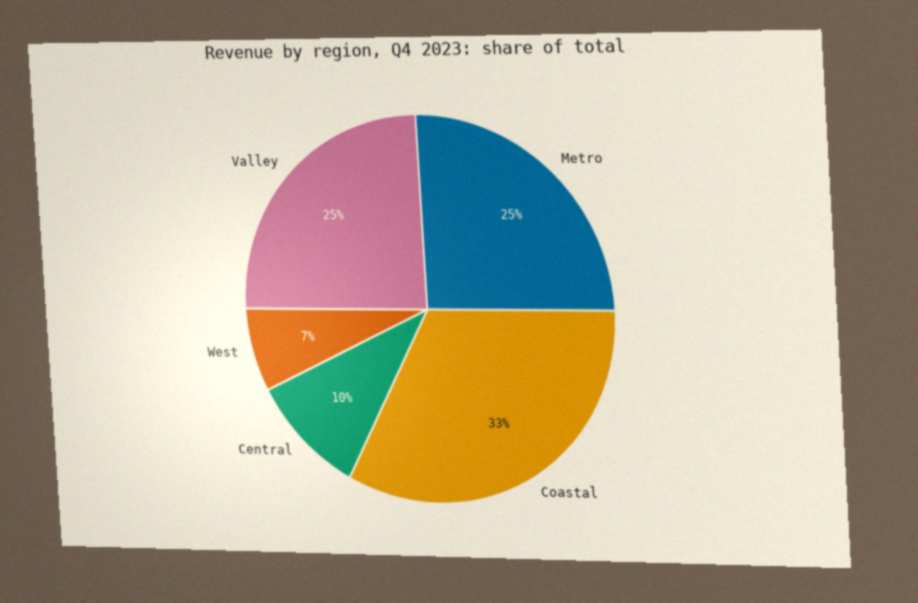 Revenue by region, Q4 2023: share of total
Metro
Valley
25%
25%
7%
West
10%
33%
Central
Coastal